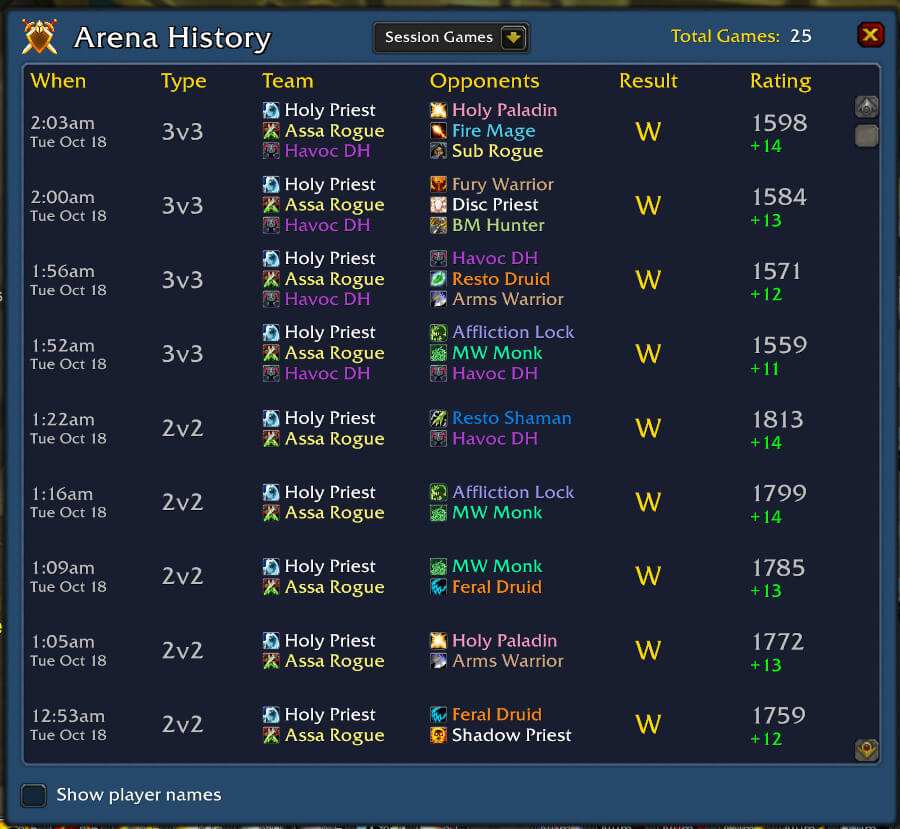 Arena History
Session Games
Total Games: 25
When Type Team Opponents Result Rating
2:03am
Tue Oct 18
3v3
Holy Priest
Assa Rogue
Havoc DH
Holy Paladin
Fire Mage
Sub Rogue
W
1598
+14
2:00am
Tue Oct 18
3v3
Holy Priest
Assa Rogue
Havoc DH
Fury Warrior
Disc Priest
BM Hunter
W
1584
+13
1:56am
Tue Oct 18
3v3
Holy Priest
Assa Rogue
Havoc DH
Havoc DH
Resto Druid
Arms Warrior
W
1571
+12
1:52am
Tue Oct 18
3v3
Holy Priest
Assa Rogue
Havoc DH
Affliction Lock
MW Monk
Havoc DH
W
1559
+11
1:22am
Tue Oct 18
2v2
Holy Priest
Assa Rogue
Resto Shaman
Havoc DH
W
1813
+14
1:16am
Tue Oct 18
2v2
Holy Priest
Assa Rogue
Affliction Lock
MW Monk
W
1799
+14
1:09am
Tue Oct 18
2v2
Holy Priest
Assa Rogue
MW Monk
Feral Druid
W
1785
+13
1:05am
Tue Oct 18
2v2
Holy Priest
Assa Rogue
Holy Paladin
Arms Warrior
W
1772
+13
12:53am
Tue Oct 18
2v2
Holy Priest
Assa Rogue
Feral Druid
Shadow Priest
W
1759
+12
Show player names